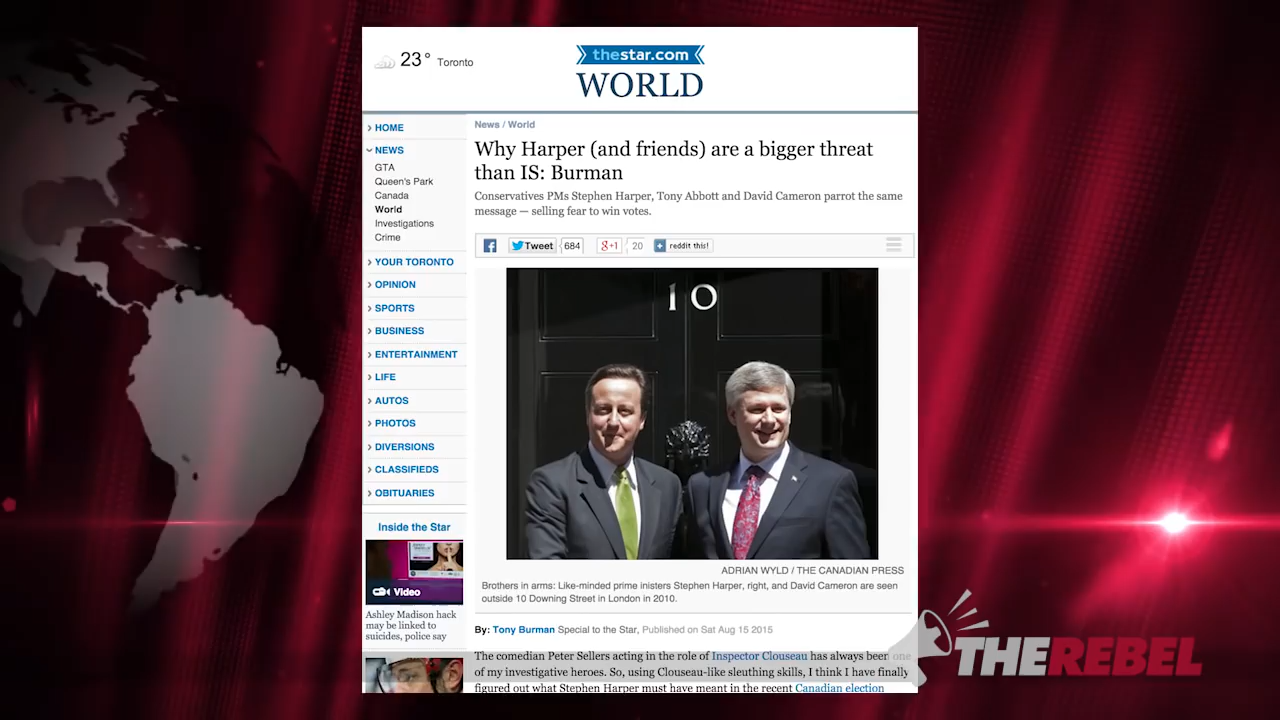 23° Toronto
thestar.com
WORLD
HOME
NEWS
GTA
Queen's Park
Canada
World
Investigations
Crime
YOUR TORONTO
OPINION
SPORTS
BUSINESS
ENTERTAINMENT
LIFE
AUTOS
PHOTOS
DIVERSIONS
CLASSIFIEDS
OBITUARIES
Inside the Star
Video
Ashley Madison hack
may be linked to
suicides, police say
News / World
Why Harper (and friends) are a bigger threat
than IS: Burman
Conservatives PMs Stephen Harper, Tony Abbott and David Cameron parrot the same
message — selling fear to win votes.
Tweet 684 g+1 20 reddit this!
10
ADRIAN WYLD / THE CANADIAN PRESS
Brothers in arms: Like-minded prime inisters Stephen Harper, right, and David Cameron are seen
outside 10 Downing Street in London in 2010.
By: Tony Burman Special to the Star, Published on Sat Aug 15 2015
The comedian Peter Sellers acting in the role of Inspector Clouseau has always been one
of my investigative heroes. So, using Clouseau-like sleuthing skills, I think I have finally
figured out what Stephen Harper must have meant in the recent Canadian election
THE REBEL